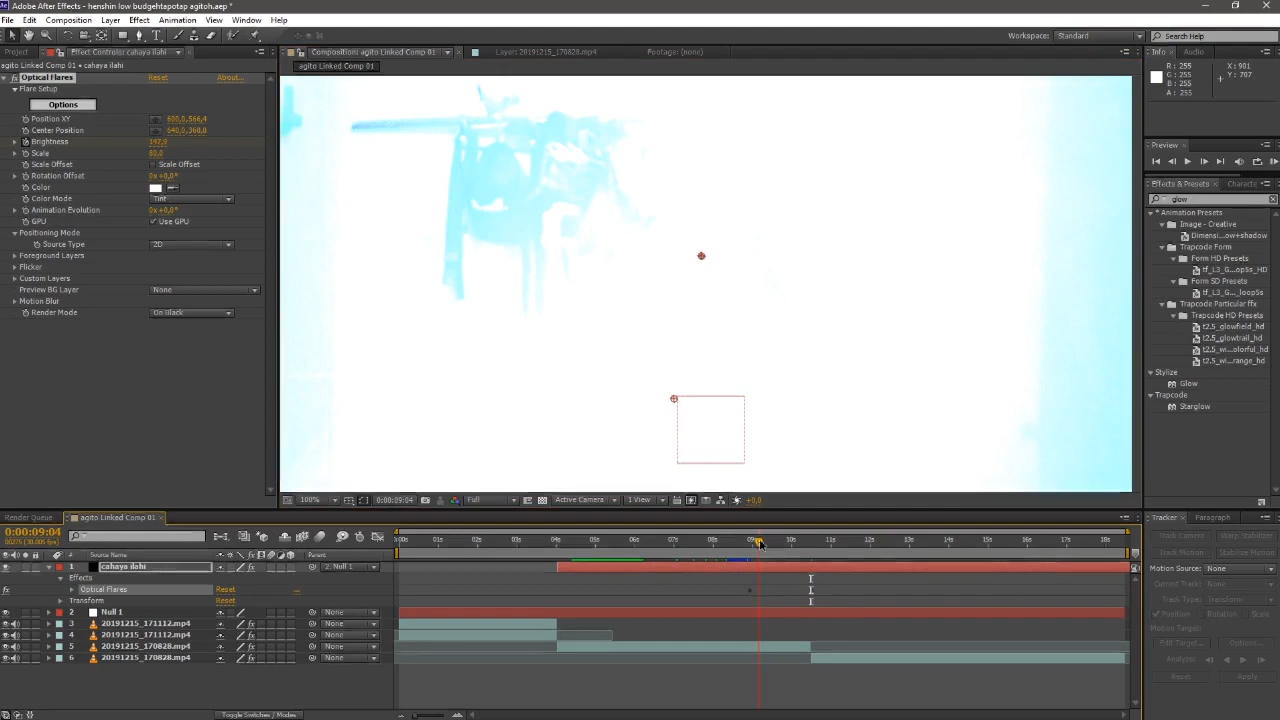 Adobe After Effects - henshin low budgehtapotap agitoh.aep *
File Edit Composition Layer Effect Animation View Window Help
Workspace: Standard
Search Help
Project Effect Controls: cahaya ilahi
Composition: agito Linked Comp 01
Layer: 20191215_170828.mp4
Footage: (none)
Info Audio
agito Linked Comp 01 • cahaya ilahi
agito Linked Comp 01
R : 255
G : 255
B : 255
A : 255
X : 901
Y : 707
Optical Flares Reset About...
Flare Setup
Options
Position XY 600,0,566,4
Center Position 640,0,360,0
Brightness 197,9
Scale 80,0
Scale Offset Scale Offset
Rotation Offset 0x+0,0°
Color
Color Mode Tint
Animation Evolution 0x+0,0°
GPU Use GPU
Positioning Mode
Source Type 2D
Foreground Layers
Flicker
Custom Layers
Preview BG Layer None
Motion Blur
Render Mode On Black
Preview
Effects & Presets Characte
glow
* Animation Presets
Image - Creative
Dimensi...ow+shadow
Trapcode Form
Form HD Presets
tf_L3_G...op5s_HD
Form SD Presets
tf_L3_G..._loop5s
Trapcode Particular ffx
Trapcode HD Presets
t2.5_glowfield_hd
t2.5_glowtrail_hd
t2.5_wi...olorful_hd
t2.5_wi...range_hd
Stylize
Glow
Trapcode
Starglow
100% 0:00:09:04 Full Active Camera 1 View +0,0
Render Queue agito Linked Comp 01
0:00:09:04
00275 (30.005 fps)
# Source Name Parent
1 cahaya ilahi 2. Null 1
Effects
Optical Flares Reset ...
Transform Reset
2 Null 1 None
3 20191215_171112.mp4 None
4 20191215_171112.mp4 None
5 20191215_170828.mp4 None
6 20191215_170828.mp4 None
0:00s 01s 02s 03s 04s 05s 06s 07s 08s 09s 10s 11s 12s 13s 14s 15s 16s 17s 18s
Toggle Switches / Modes
Tracker Paragraph
Track Camera Warp Stabilizer
Track Motion Stabilize Motion
Motion Source: None
Current Track: None
Track Type: Transform
Position Rotation Scale
Motion Target:
Edit Target... Options...
Analyze:
Reset Apply